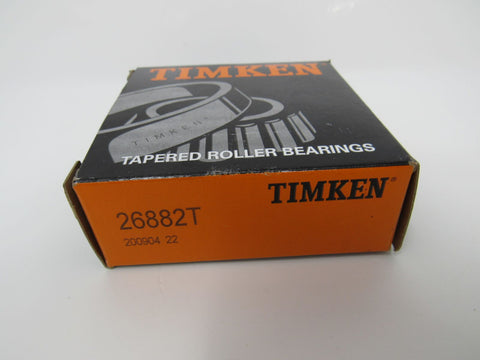 TIMKEN
TIMKEN®
TAPERED ROLLER BEARINGS
TIMKEN®
26882T
200904 22